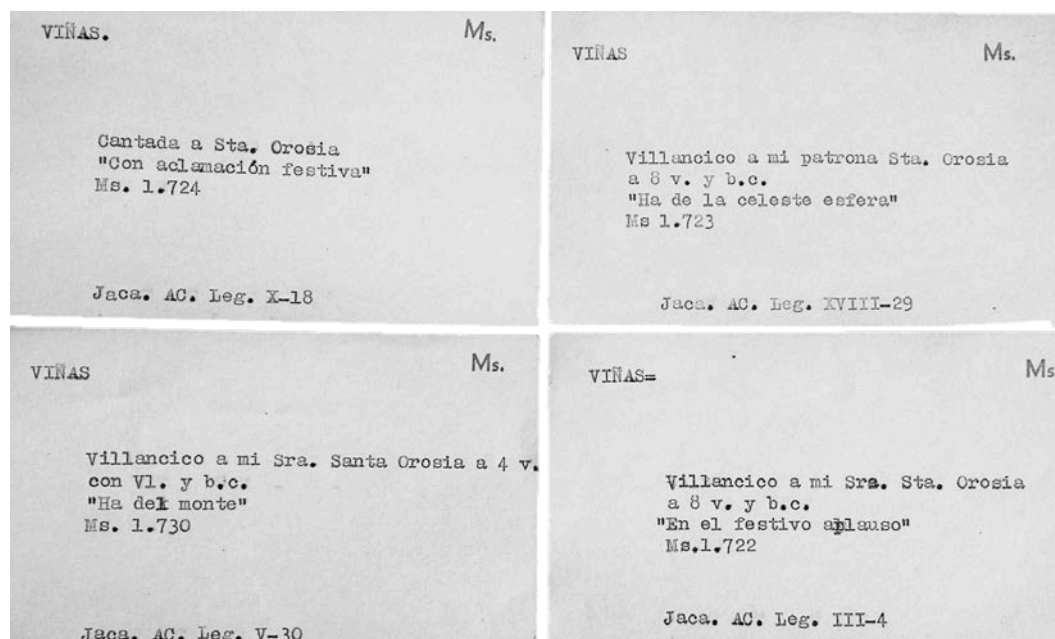 VIÑAS. Ms.
Cantada a Sta. Orosia
"Con aclamación festiva"
Ms. 1.724
Jaca. AC. Leg. X-18
VIÑAS Ms.
Villancico a mi patrona Sta. Orosia
a 8 v. y b.c.
"Ha de la celeste esfera"
Ms 1.723
Jaca. AC. Leg. XVIII-29
VIÑAS Ms.
Villancico a mi Sra. Santa Orosia a 4 v.
con Vl. y b.c.
"Ha del monte"
Ms. 1.730
Jaca. AC. Leg. V-30
VIÑAS= Ms
Villancico a mi Sra. Sta. Orosia
a 8 v. y b.c.
"En el festivo aplauso"
Ms.1.722
Jaca. AC. Leg. III-4